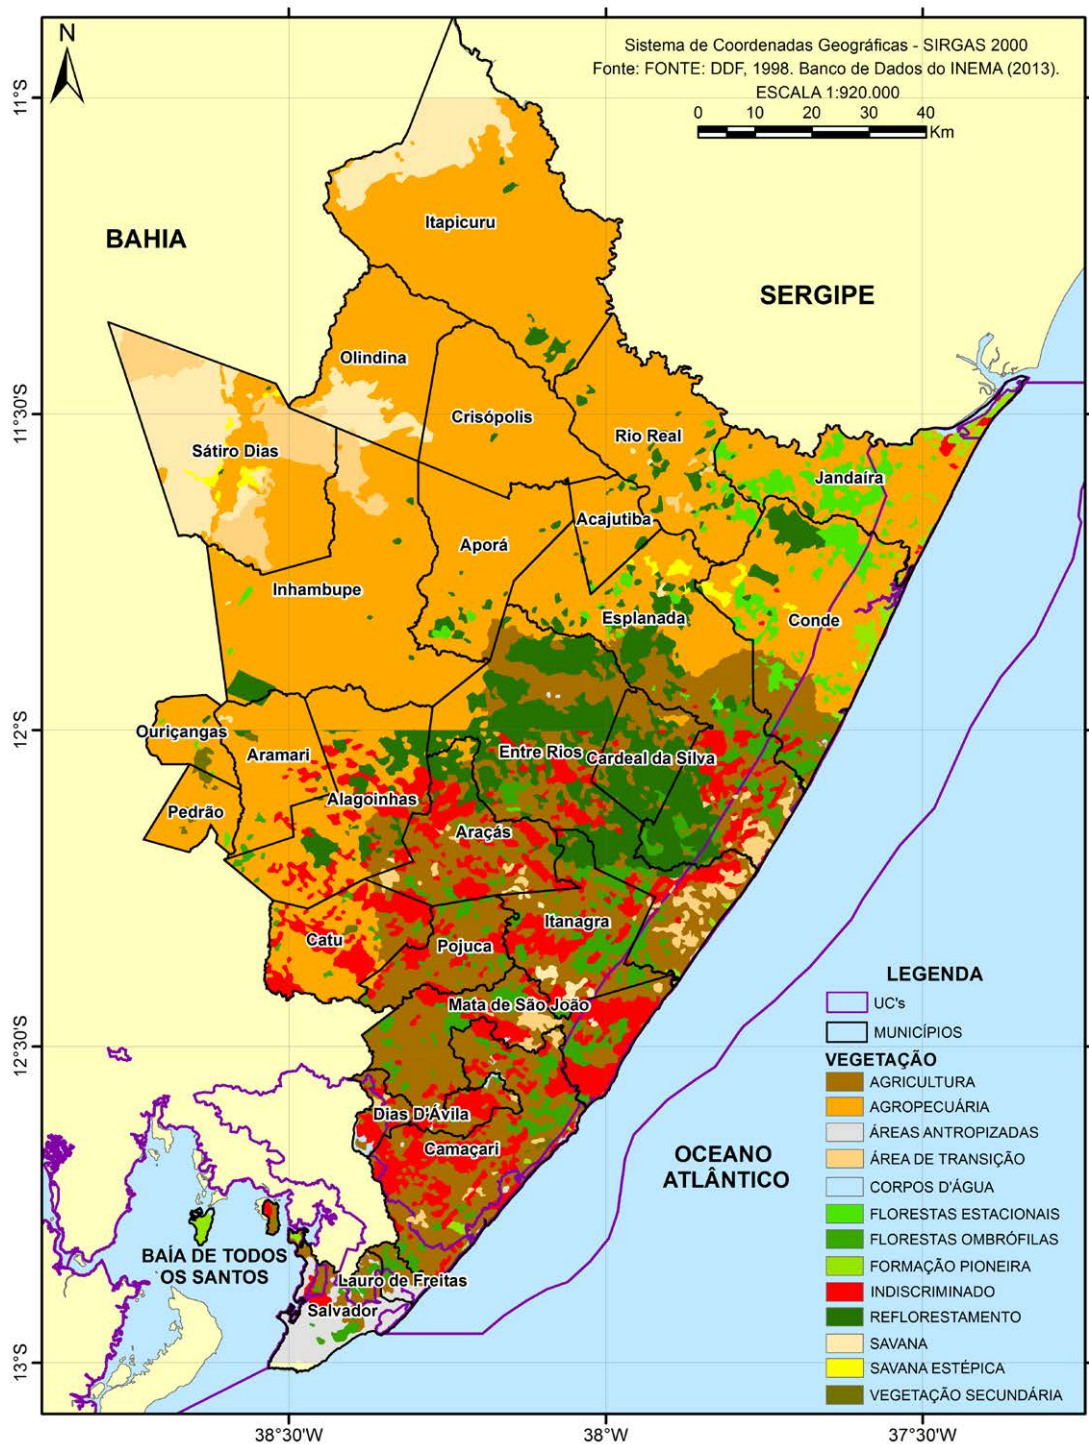 N
Sistema de Coordenadas Geográficas - SIRGAS 2000
Fonte: FONTE: DDF, 1998. Banco de Dados do INEMA (2013).
ESCALA 1:920.000
0 10 20 30 40
Km
11°S
BAHIA
Itapicuru
SERGIPE
Olindina
Crisópolis
11°30'S
Sátiro Dias
Rio Real
Jandaíra
Acajutiba
Aporá
Inhambupe
Esplanada
Conde
12°S
Ouriçangas
Aramari
Entre Rios
Cardeal da Silva
Pedrão
Alagoinhas
Araçás
Itanagra
Catu
Pojuca
Mata de São João
12°30'S
Dias D'Ávila
Camaçari
OCEANO
ATLÂNTICO
BAÍA DE TODOS
OS SANTOS
Lauro de Freitas
Salvador
13°S
LEGENDA
UC's
MUNICÍPIOS
VEGETAÇÃO
AGRICULTURA
AGROPECUÁRIA
ÁREAS ANTROPIZADAS
ÁREA DE TRANSIÇÃO
CORPOS D'ÁGUA
FLORESTAS ESTACIONAIS
FLORESTAS OMBRÓFILAS
FORMAÇÃO PIONEIRA
INDISCRIMINADO
REFLORESTAMENTO
SAVANA
SAVANA ESTÉPICA
VEGETAÇÃO SECUNDÁRIA
38°30'W
38°W
37°30'W